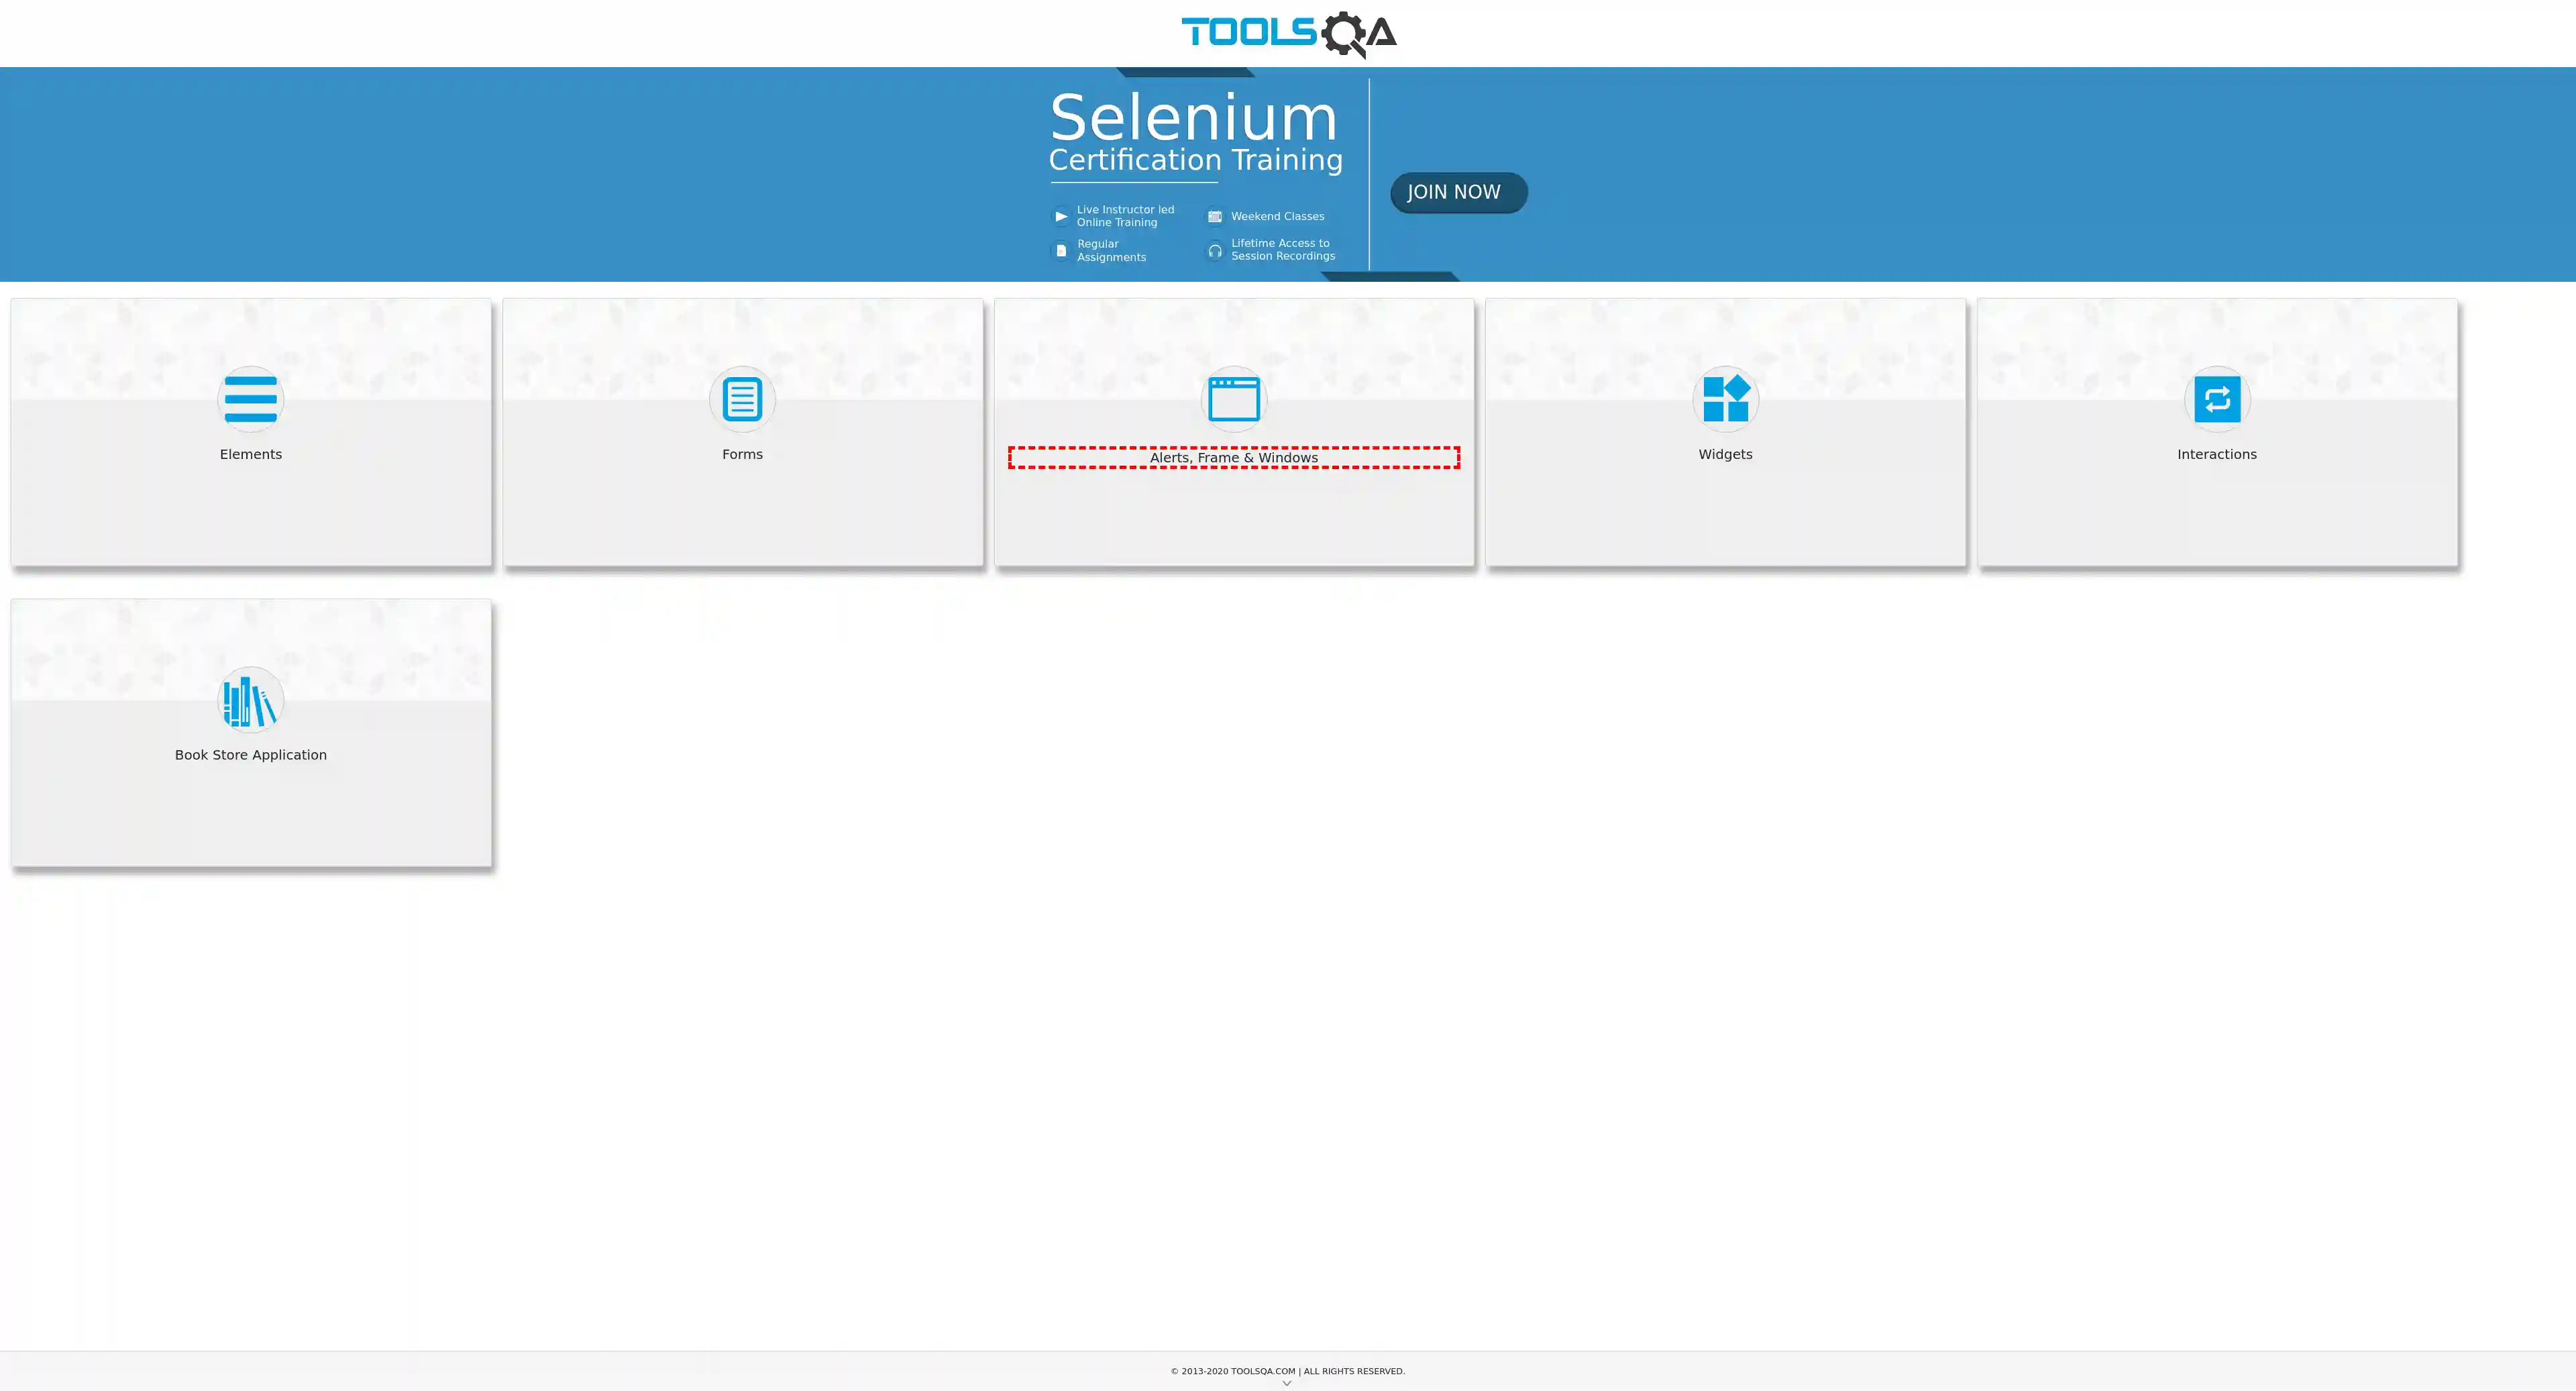 TOOLSQA
Selenium
Certification Training
JOIN NOW
Live Instructor led
Online Training
Weekend Classes
Regular
Assignments
Lifetime Access to
Session Recordings
Elements
Forms
Alerts, Frame & Windows
Widgets
Interactions
Book Store Application
© 2013-2020 TOOLSQA.COM | ALL RIGHTS RESERVED.